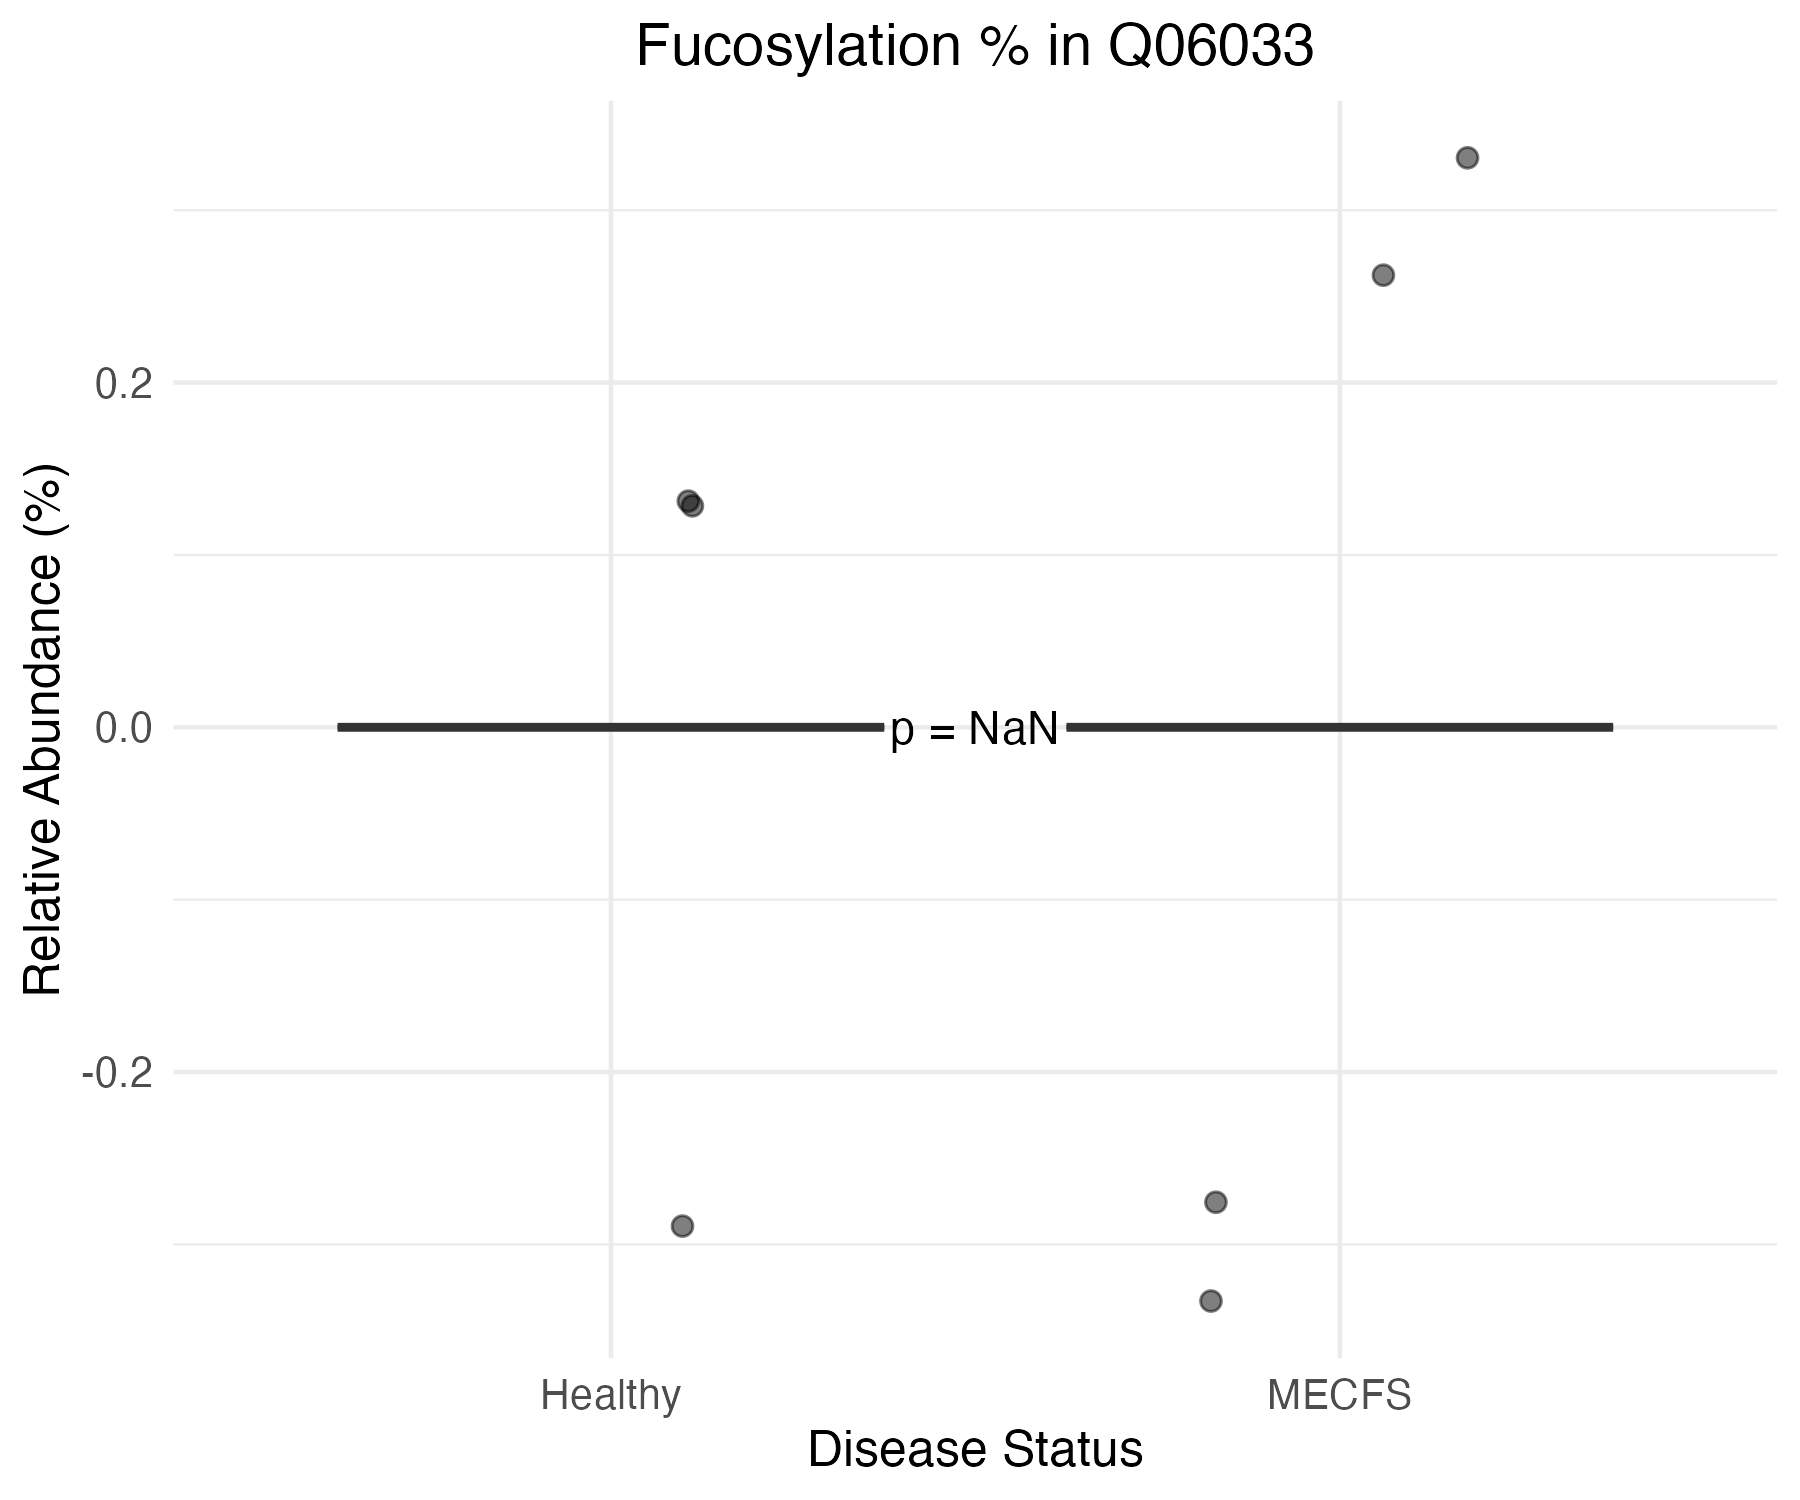 Fucosylation % in Q06033
Relative Abundance (%)
0.2
0.0
-0.2
p = NaN
Healthy
MECFS
Disease Status